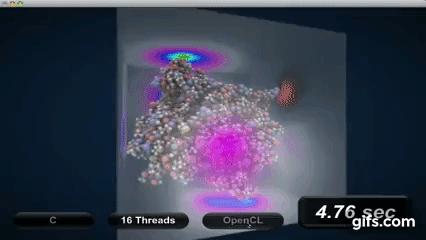 4.76 sec
C
16 Threads
OpenCL
gifs.com